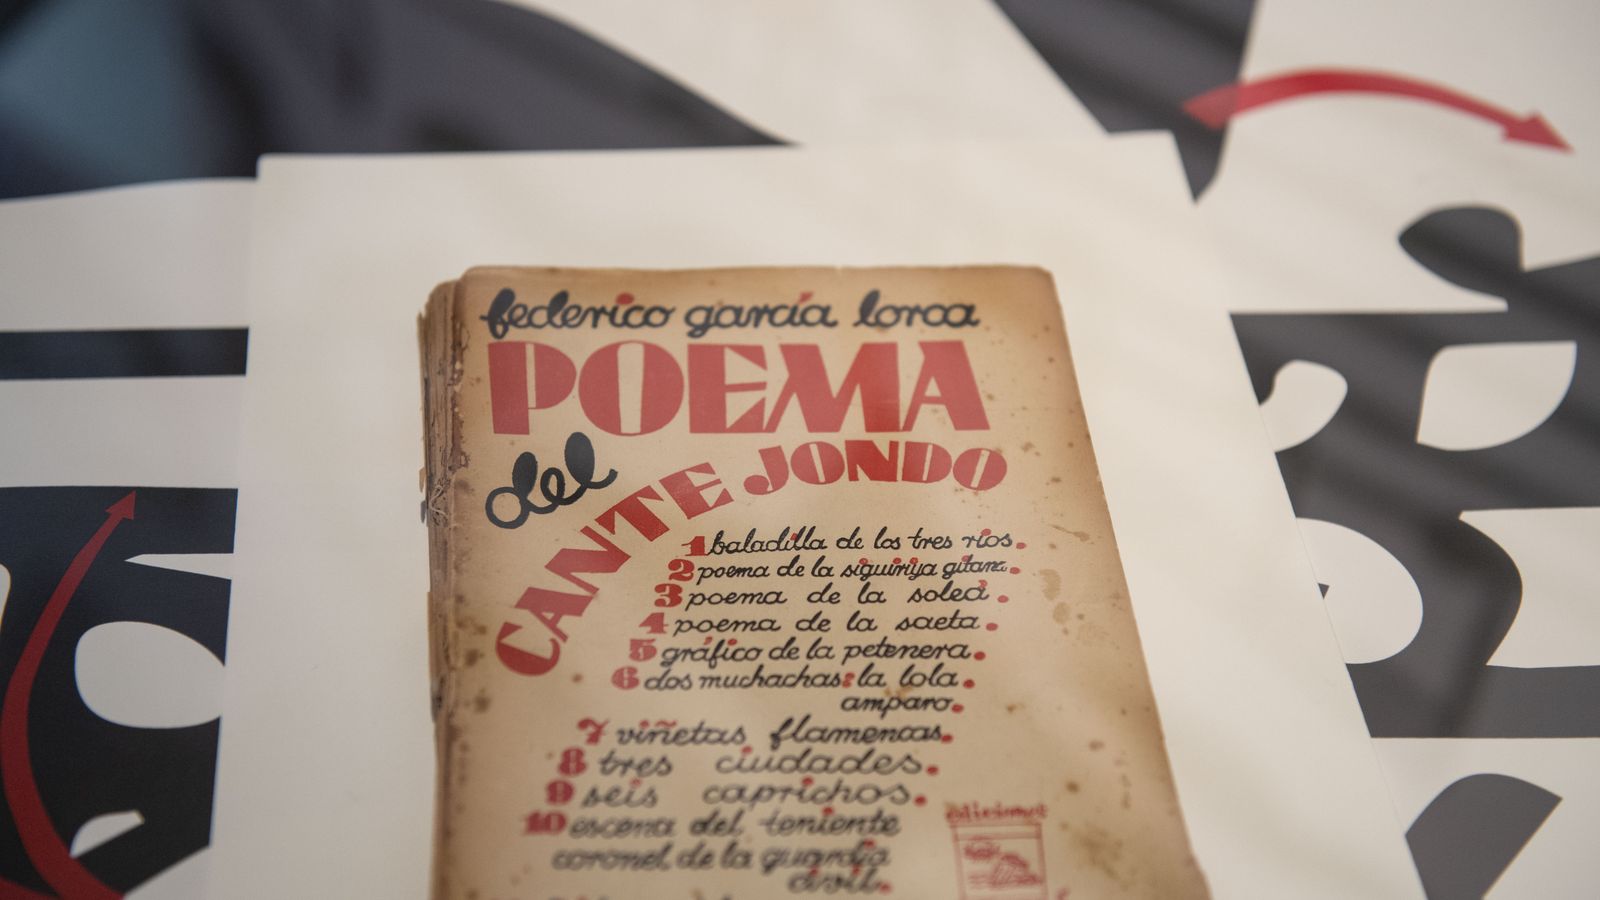 federico garcía lorca
POEMA
del
CANTE JONDO
1 baladilla de los tres ríos.
2 poema de la siguiriya gitana.
3 poema de la soleá.
4 poema de la saeta.
5 gráfico de la petenera.
6 dos muchachas: la lola.
amparo.
7 viñetas flamencas.
8 tres ciudades.
9 seis caprichos.
10 escena del teniente
coronel de la guardia
civil.